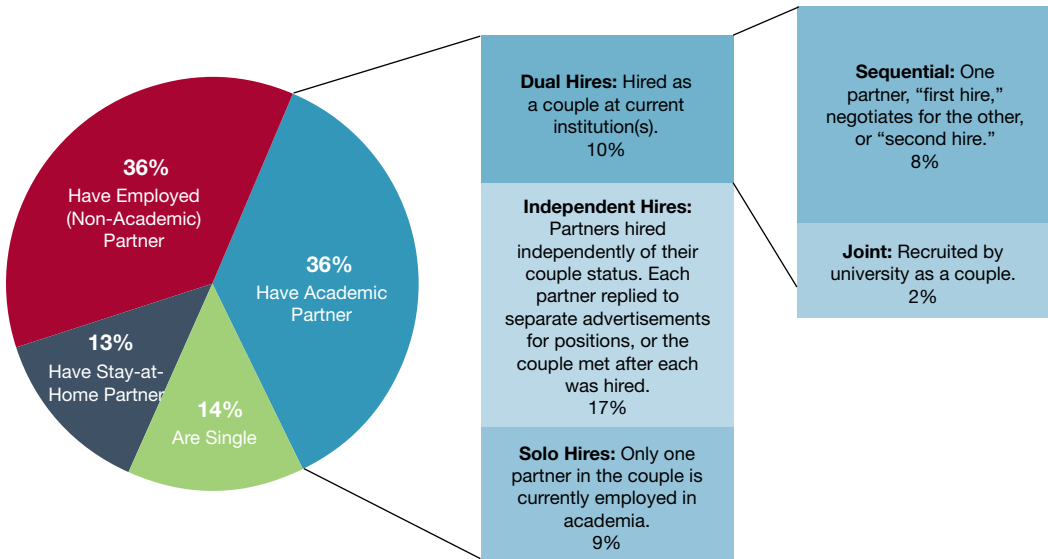 36%
Have Employed
(Non-Academic)
Partner
36%
Have Academic
Partner
13%
Have Stay-at-
Home Partner
14%
Are Single
Dual Hires: Hired as
a couple at current
institution(s).
10%
Independent Hires:
Partners hired
independently of their
couple status. Each
partner replied to
separate advertisements
for positions, or the
couple met after each
was hired.
17%
Solo Hires: Only one
partner in the couple is
currently employed in
academia.
9%
Sequential: One
partner, “first hire,”
negotiates for the other,
or “second hire.”
8%
Joint: Recruited by
university as a couple.
2%